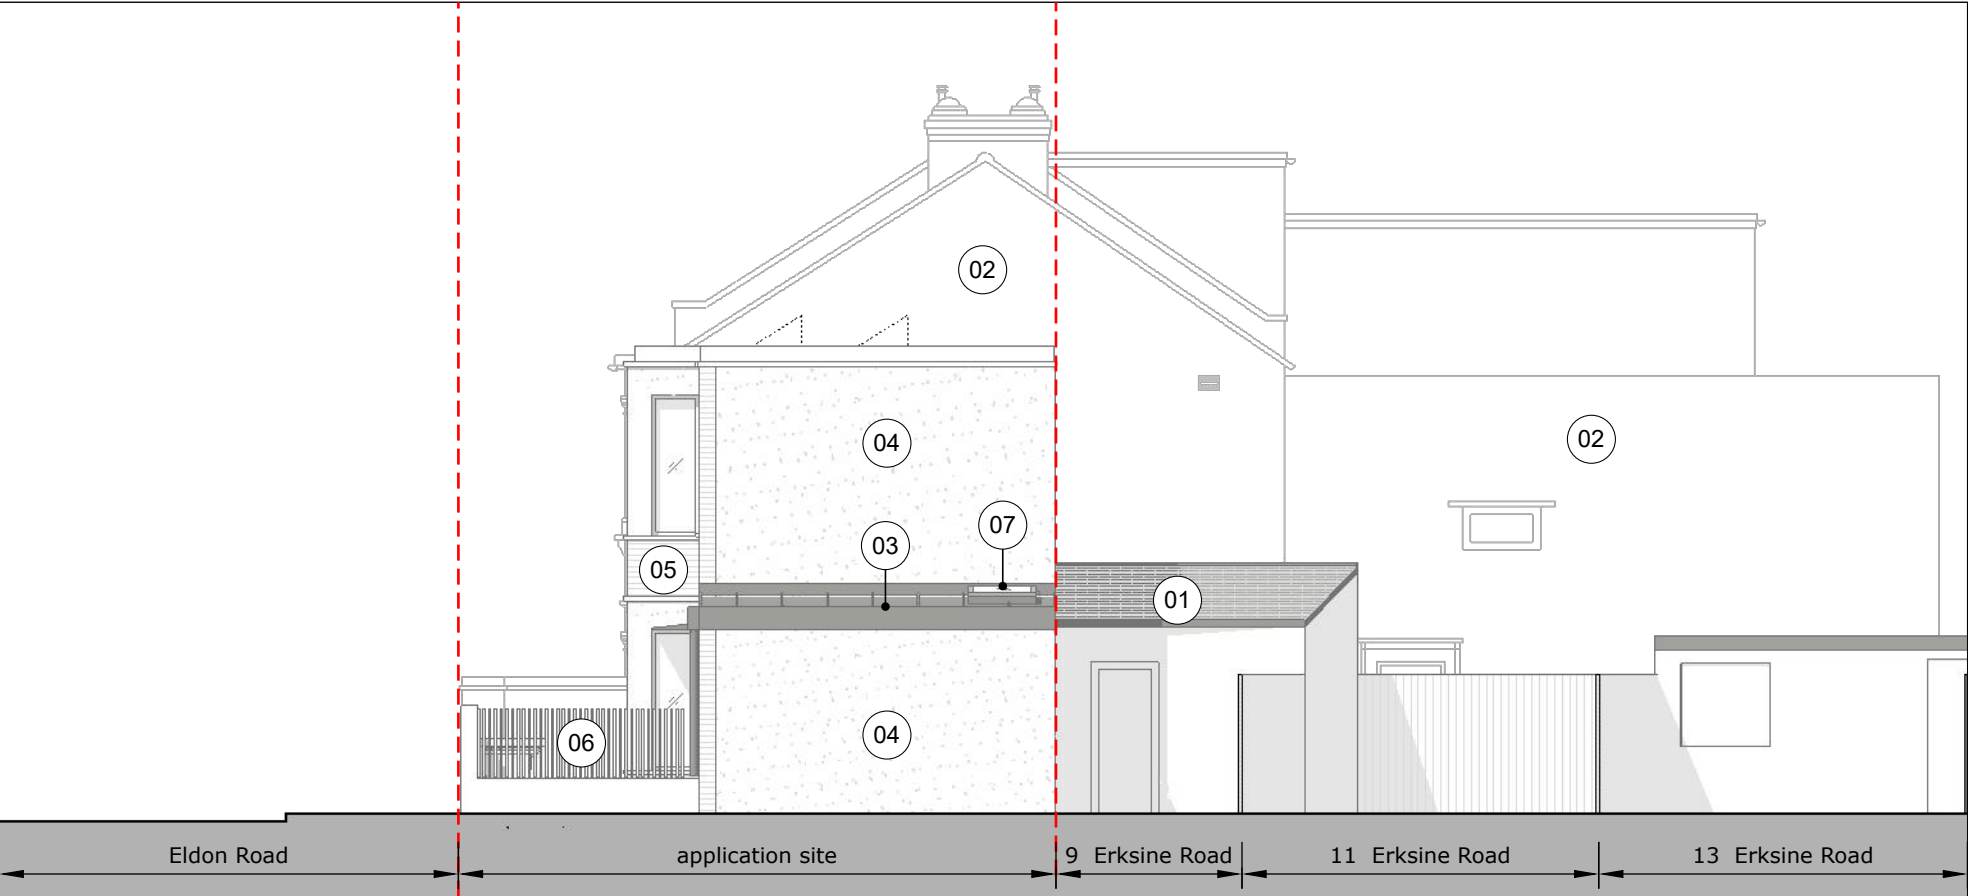 02
04
02
07
03
05
01
04
06
Eldon Road
application site
9 Erksine Road
11 Erksine Road
13 Erksine Road